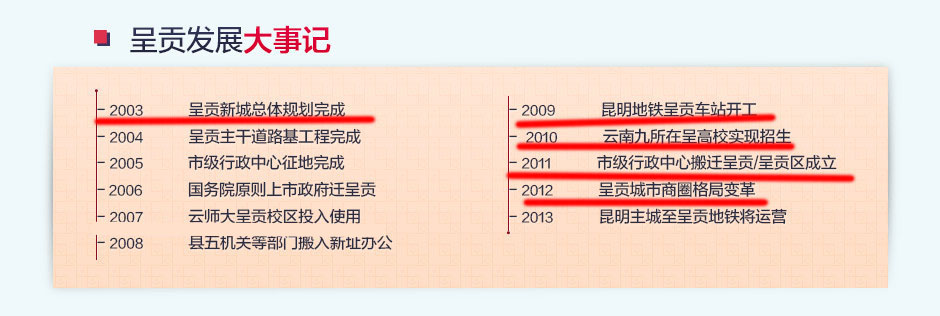 呈贡发展大事记
2003 呈贡新城总体规划完成
2004 呈贡主干道路基工程完成
2005 市级行政中心征地完成
2006 国务院原则上市政府迁呈贡
2007 云师大呈贡校区投入使用
2008 县五机关等部门搬入新址办公
2009 昆明地铁呈贡车站开工
2010 云南九所在呈高校实现招生
2011 市级行政中心搬迁呈贡/呈贡区成立
2012 呈贡城市商圈格局变革
2013 昆明主城至呈贡地铁将运营